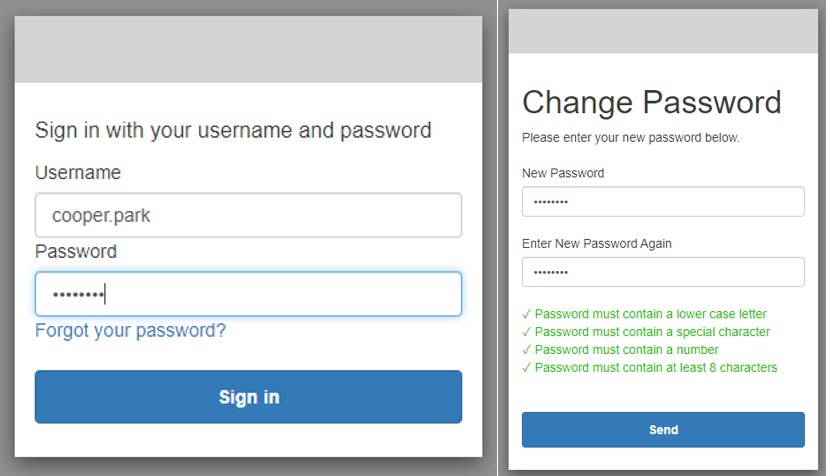 Sign in with your username and password
Username
cooper.park
Password
••••••••
Forgot your password?
Sign in
Change Password
Please enter your new password below.
New Password
••••••••
Enter New Password Again
••••••••
✓ Password must contain a lower case letter
✓ Password must contain a special character
✓ Password must contain a number
✓ Password must contain at least 8 characters
Send